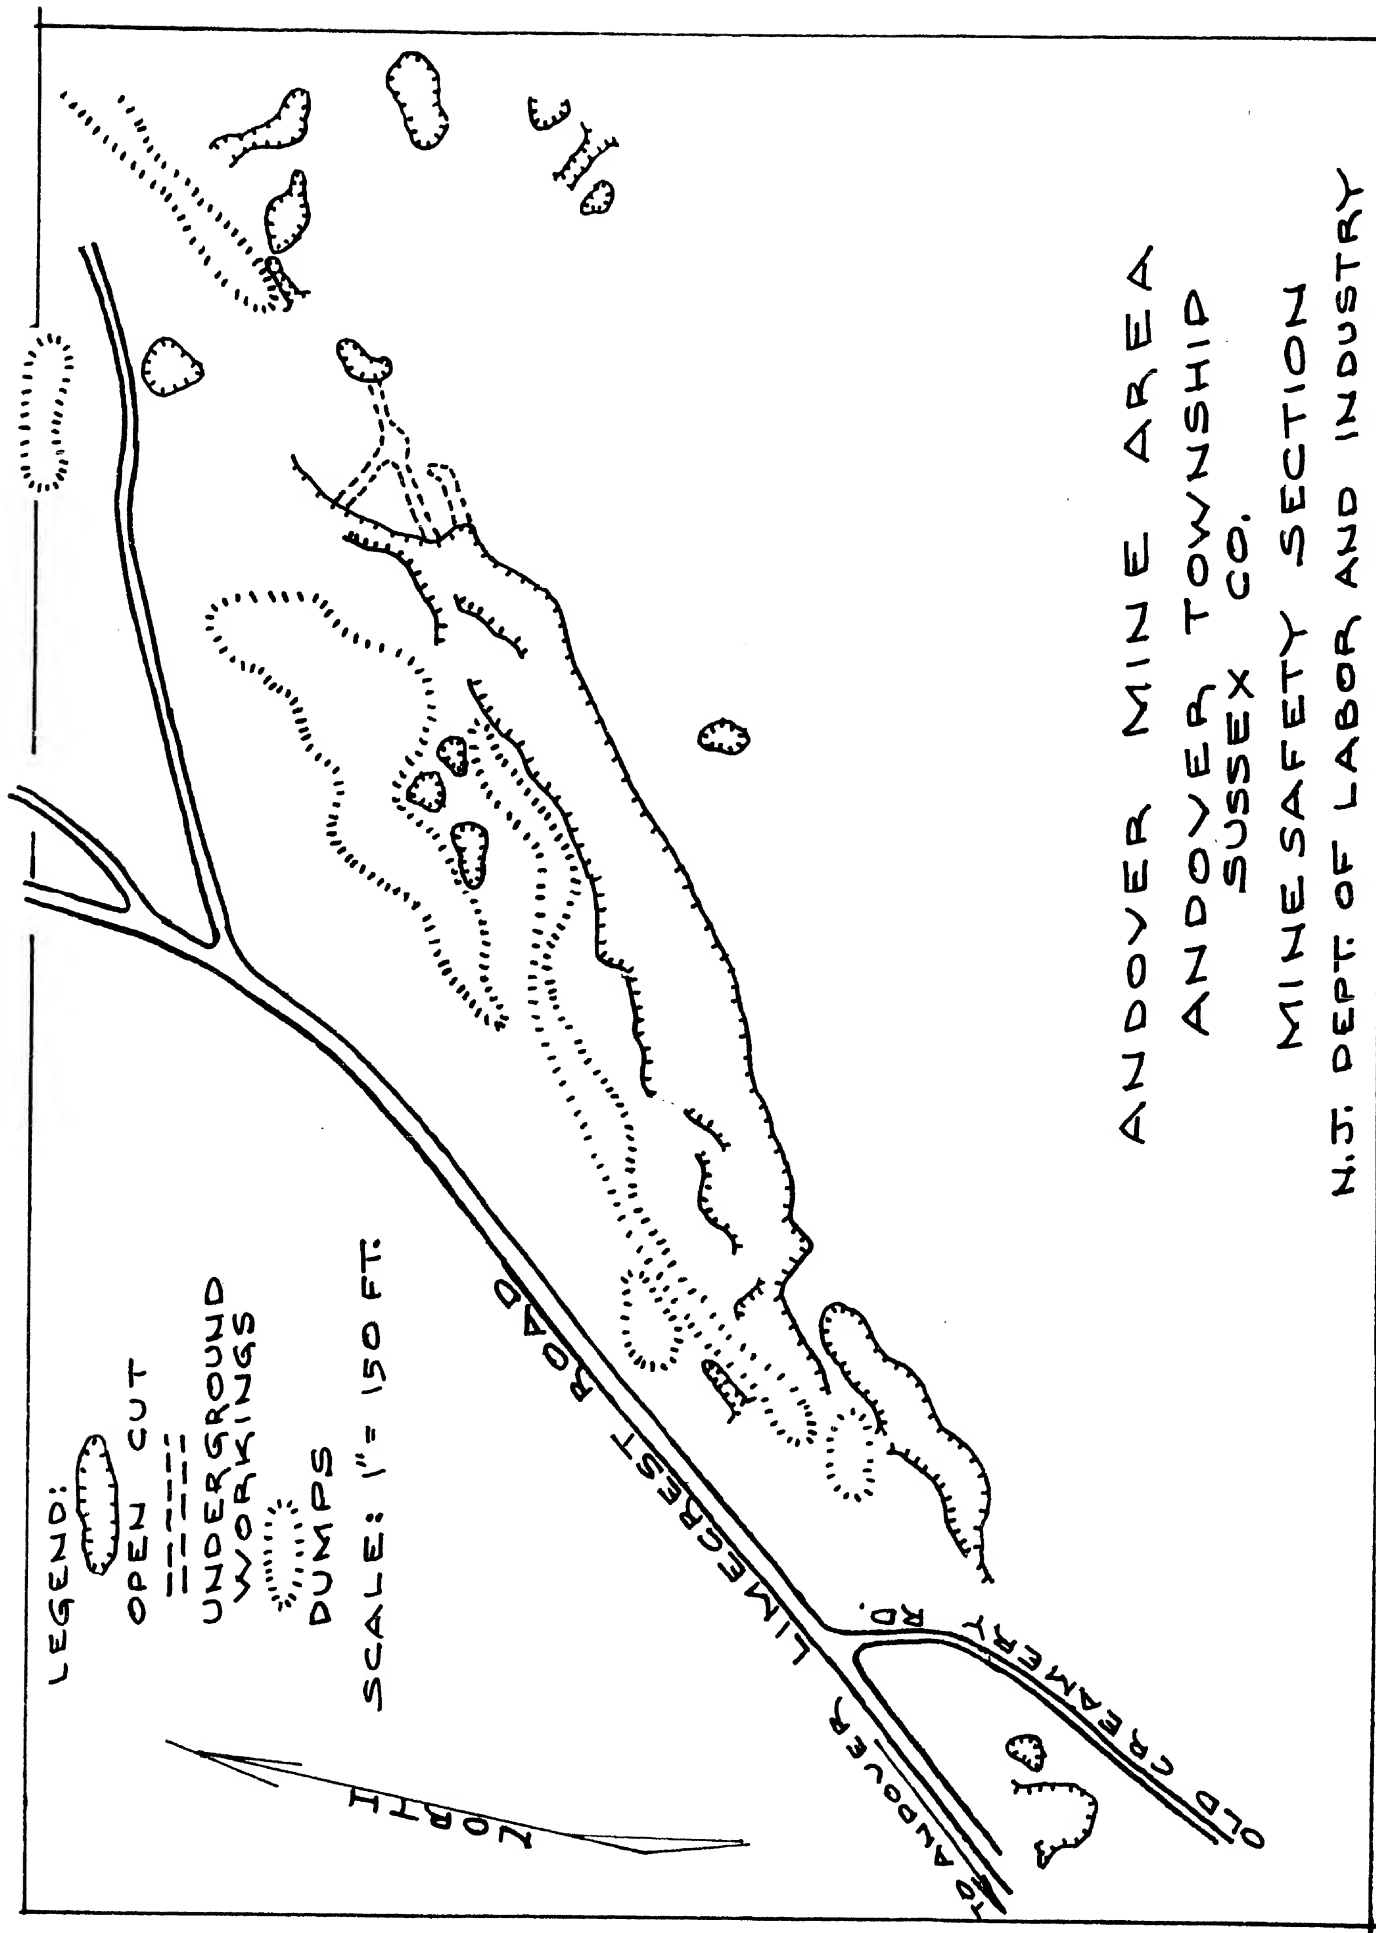 LEGEND:
OPEN CUT
UNDERGROUND
WORKINGS
DUMPS
SCALE: 1" = 150 FT.
NORTH
LIMECREST ROAD
TO ANDOVER
OLD CREAMERY RD.
ANDOVER MINE AREA
ANDOVER TOWNSHIP
SUSSEX CO.
MINE SAFETY SECTION
N.J. DEPT. OF LABOR AND INDUSTRY